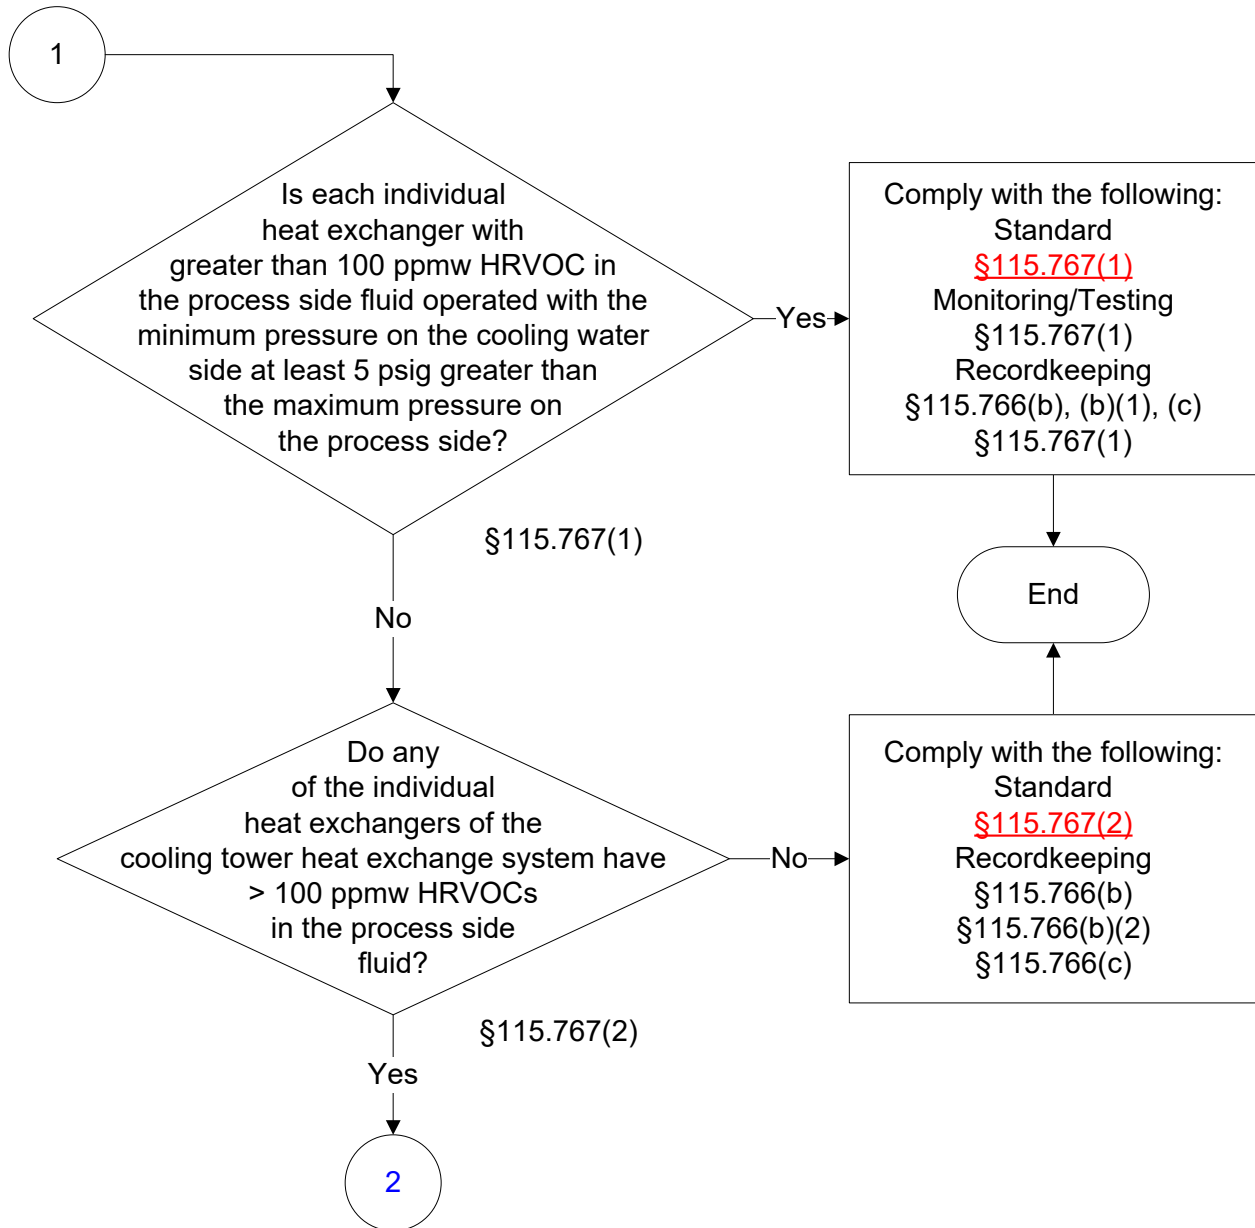 1
Is each individual
heat exchanger with
greater than 100 ppmw HRVOC in
the process side fluid operated with the
minimum pressure on the cooling water
side at least 5 psig greater than
the maximum pressure on
the process side?
Yes
Comply with the following:
Standard
§115.767(1)
Monitoring/Testing
§115.767(1)
Recordkeeping
§115.766(b), (b)(1), (c)
§115.767(1)
§115.767(1)
End
No
Do any
of the individual
heat exchangers of the
cooling tower heat exchange system have
> 100 ppmw HRVOCs
in the process side
fluid?
No
Comply with the following:
Standard
§115.767(2)
Recordkeeping
§115.766(b)
§115.766(b)(2)
§115.766(c)
§115.767(2)
Yes
2